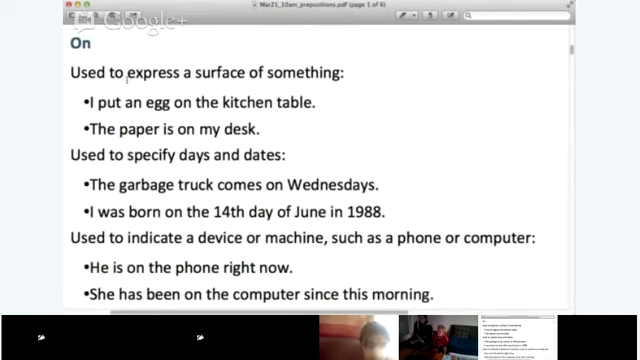 Mar21_10am_prepositions.pdf (page 1 of 6)
Google+
On
Used to express a surface of something:
•I put an egg on the kitchen table.
•The paper is on my desk.
Used to specify days and dates:
•The garbage truck comes on Wednesdays.
•I was born on the 14th day of June in 1988.
Used to indicate a device or machine, such as a phone or computer:
•He is on the phone right now.
•She has been on the computer since this morning.